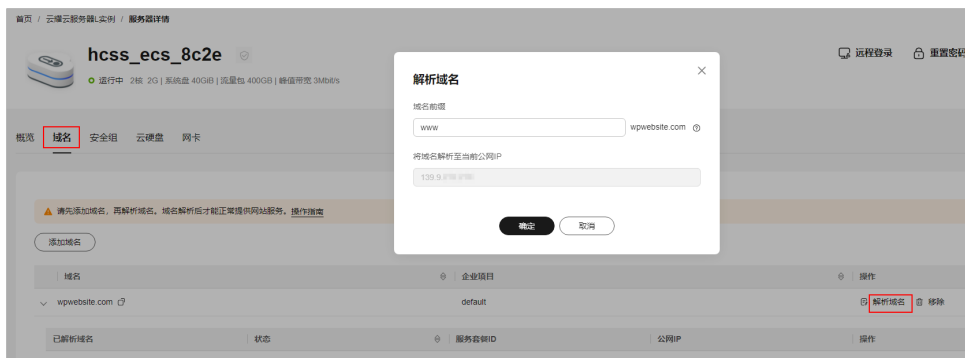 首页 / 云耀云服务器L实例 / 服务器详情
hcss_ecs_8c2e
运行中 2核 2G | 系统盘 40GiB | 流量包 400GB | 峰值带宽 3Mbit/s
远程登录 重置密码
概览 域名 安全组 云硬盘 网卡
解析域名
域名前缀
www wpwebsite.com
将域名解析至当前公网IP
139.9
确定 取消
请先添加域名，再解析域名。域名解析后才能正常提供网站服务。操作指南
添加域名
域名 企业项目 操作
wpwebsite.com default 解析域名 移除
已解析域名 状态 服务套餐ID 公网IP 操作